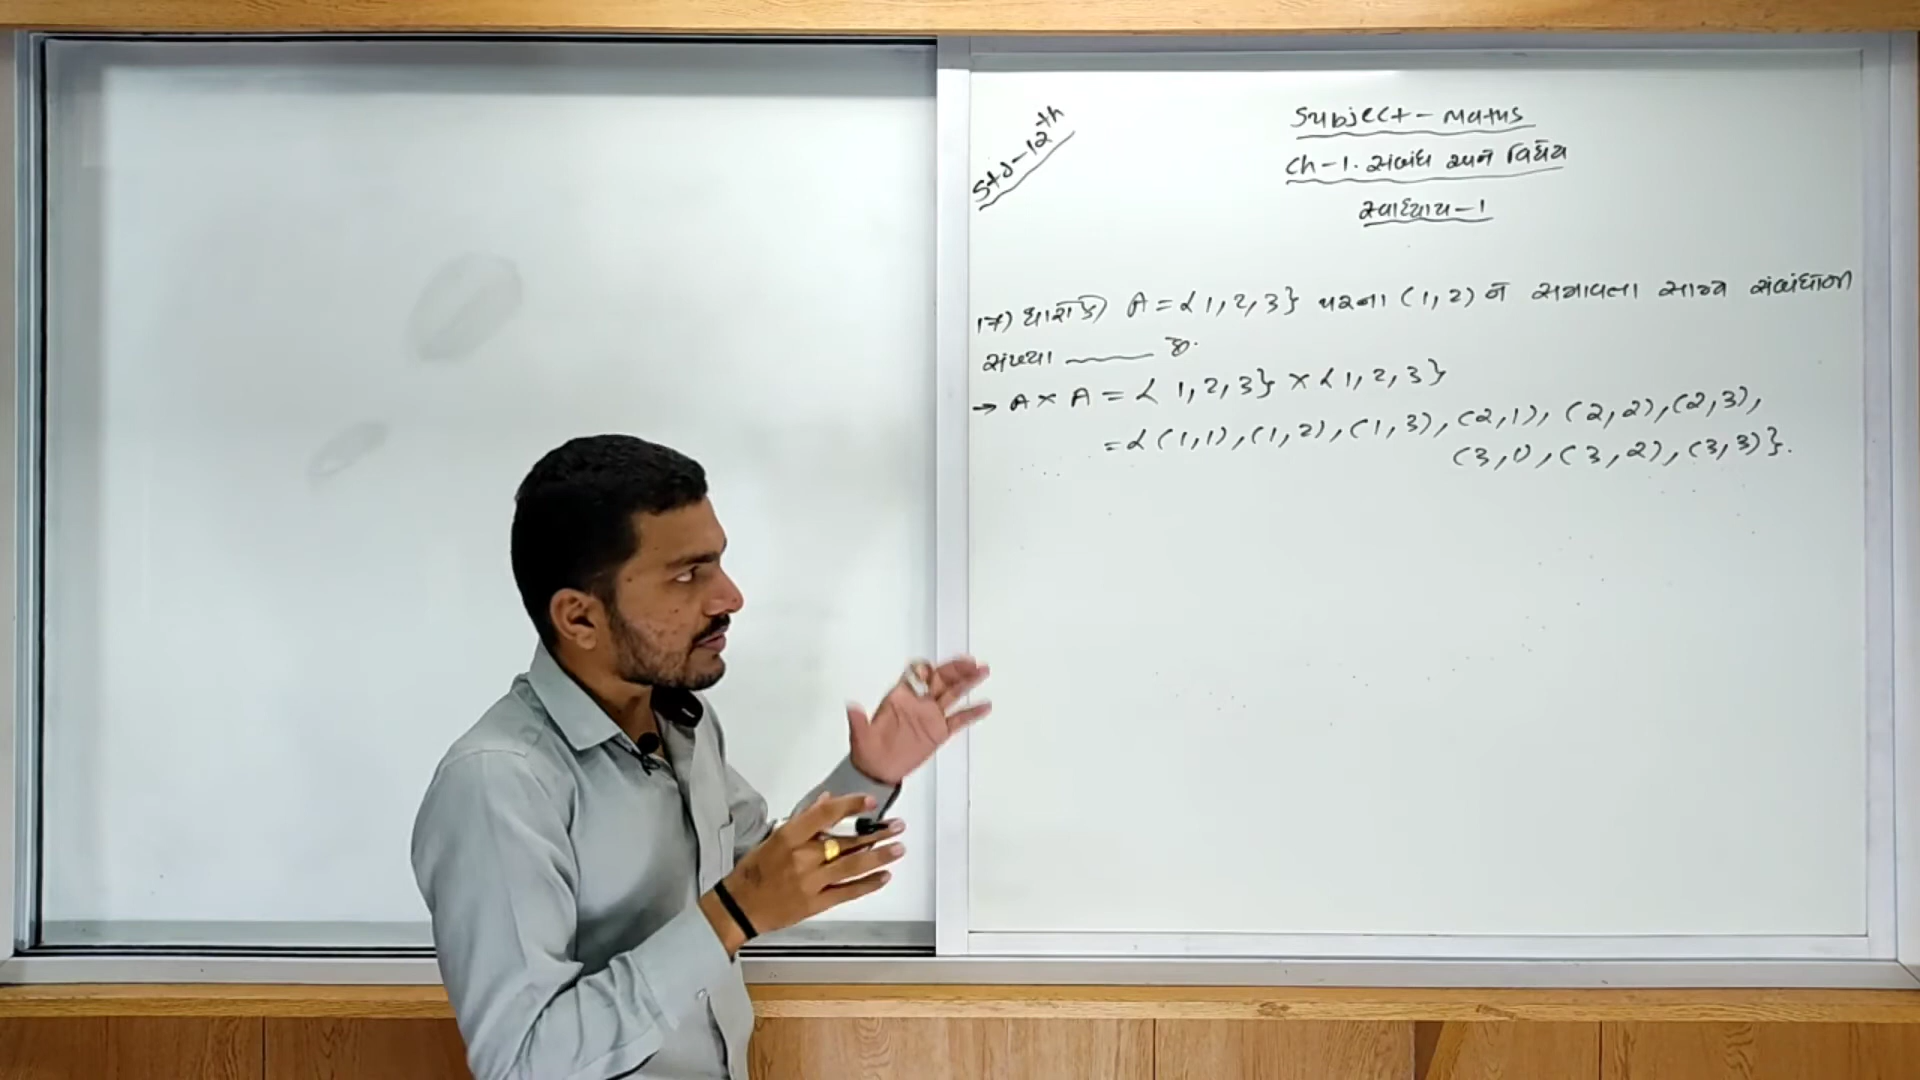 Std-12th
Subject - Maths
Ch-1. સંબંધ અને વિધેય
સ્વાધ્યાય-1
17) ધારોકે A = {1,2,3} પરના (1,2) ને સમાવતા સામ્ય સંબંધોની
સંખ્યા ______ છે.
→ A × A = { 1,2,3} × {1,2,3}
= {(1,1),(1,2),(1,3),(2,1),(2,2),(2,3),
(3,1),(3,2),(3,3)}.